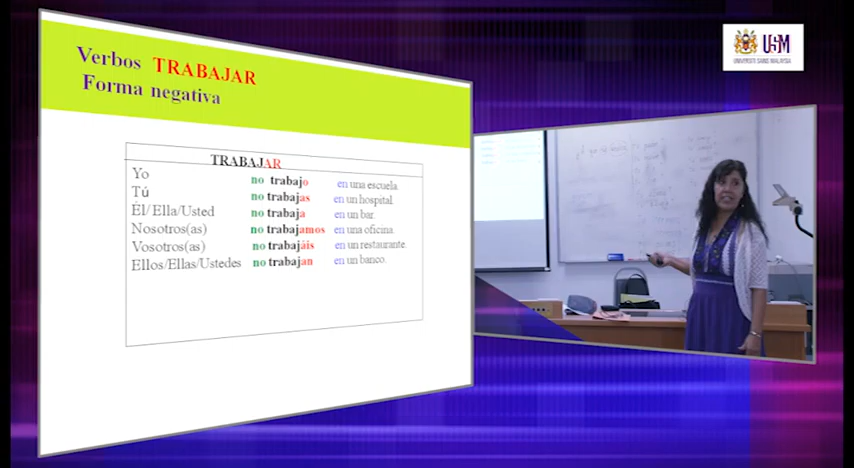 Verbos TRABAJAR
Forma negativa
TRABAJAR
Yo no trabajo en una escuela.
Tú no trabajas en un hospital.
Él/Ella/Usted no trabaja en un bar.
Nosotros(as) no trabajamos en una oficina.
Vosotros(as) no trabajáis en un restaurante.
Ellos/Ellas/Ustedes no trabajan en un banco.
USM
UNIVERSITI SAINS MALAYSIA